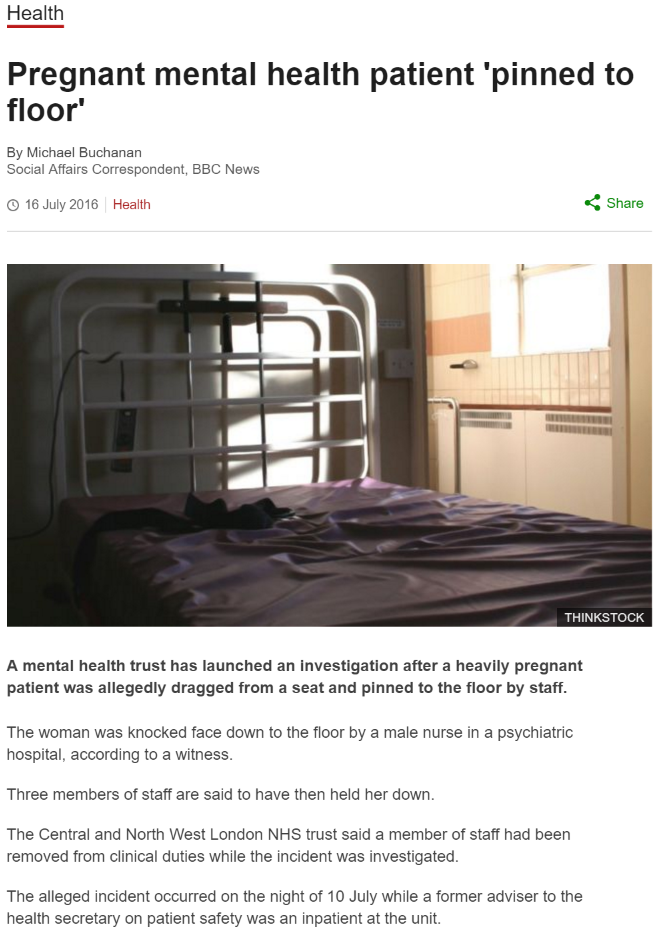 Health
Pregnant mental health patient 'pinned to
floor'
By Michael Buchanan
Social Affairs Correspondent, BBC News
16 July 2016 Health
Share
THINKSTOCK
A mental health trust has launched an investigation after a heavily pregnant
patient was allegedly dragged from a seat and pinned to the floor by staff.
The woman was knocked face down to the floor by a male nurse in a psychiatric
hospital, according to a witness.
Three members of staff are said to have then held her down.
The Central and North West London NHS trust said a member of staff had been
removed from clinical duties while the incident was investigated.
The alleged incident occurred on the night of 10 July while a former adviser to the
health secretary on patient safety was an inpatient at the unit.